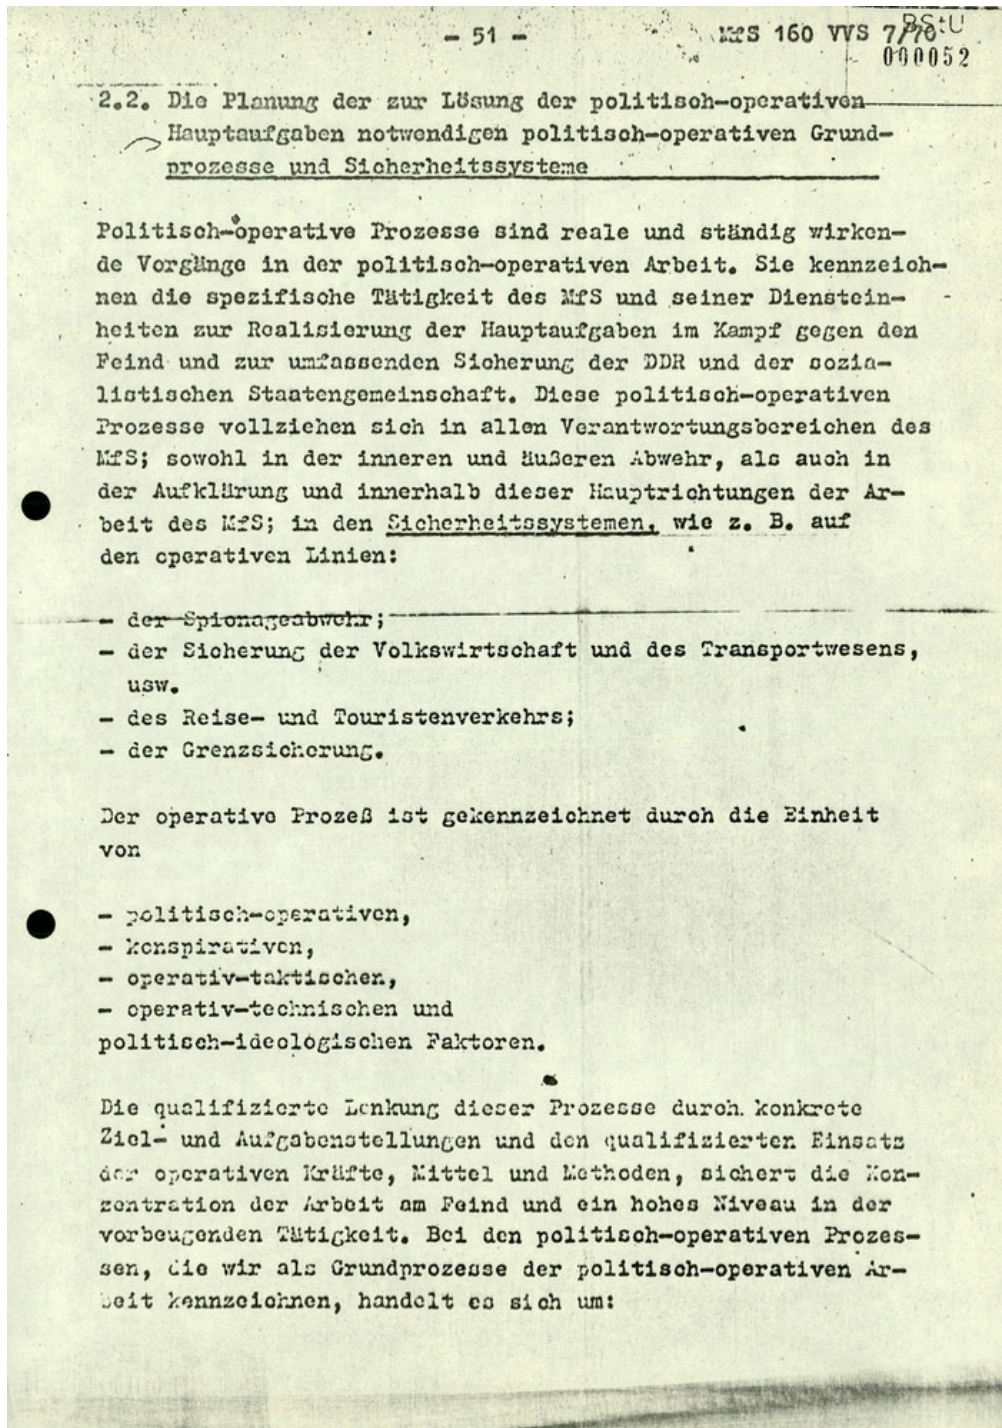 - 51 -
MfS 160 VVS 7/70
BStU
000052
2.2. Die Planung der zur Lösung der politisch-operativen
Hauptaufgaben notwendigen politisch-operativen Grund-
prozesse und Sicherheitssysteme
Politisch-operative Prozesse sind reale und ständig wirken-
de Vorgänge in der politisch-operativen Arbeit. Sie kennzeich-
nen die spezifische Tätigkeit des MfS und seiner Dienstein-
heiten zur Realisierung der Hauptaufgaben im Kampf gegen den
Feind und zur umfassenden Sicherung der DDR und der sozia-
listischen Staatengemeinschaft. Diese politisch-operativen
Prozesse vollziehen sich in allen Verantwortungsbereichen des
MfS; sowohl in der inneren und äußeren Abwehr, als auch in
der Aufklärung und innerhalb dieser Hauptrichtungen der Ar-
beit des MfS; in den Sicherheitssystemen, wie z. B. auf
den operativen Linien:
- der Spionageabwehr;
- der Sicherung der Volkswirtschaft und des Transportwesens,
usw.
- des Reise- und Touristenverkehrs;
- der Grenzsicherung.
Der operative Prozeß ist gekennzeichnet durch die Einheit
von
- politisch-operativen,
- konspirativen,
- operativ-taktischen,
- operativ-technischen und
politisch-ideologischen Faktoren.
Die qualifizierte Lenkung dieser Prozesse durch konkrete
Ziel- und Aufgabenstellungen und den qualifizierten Einsatz
der operativen Kräfte, Mittel und Methoden, sichert die Kon-
zentration der Arbeit am Feind und ein hohes Niveau in der
vorbeugenden Tätigkeit. Bei den politisch-operativen Prozes-
sen, die wir als Grundprozesse der politisch-operativen Ar-
beit kennzeichnen, handelt es sich um: